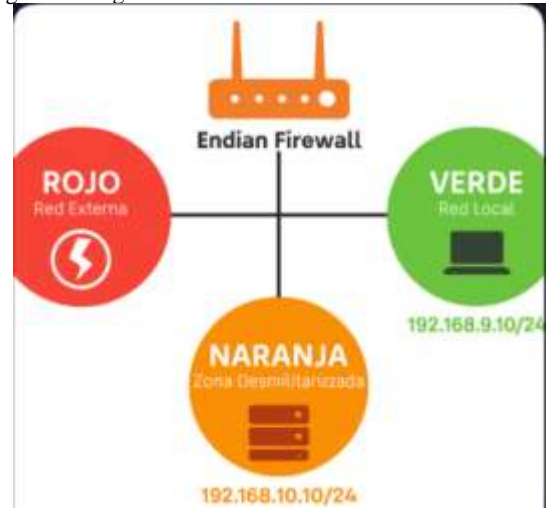 Endian Firewall
ROJO
Red Externa
VERDE
Red Local
192.168.9.10/24
NARANJA
Zona Desmilitarizzada
192.168.10.10/24